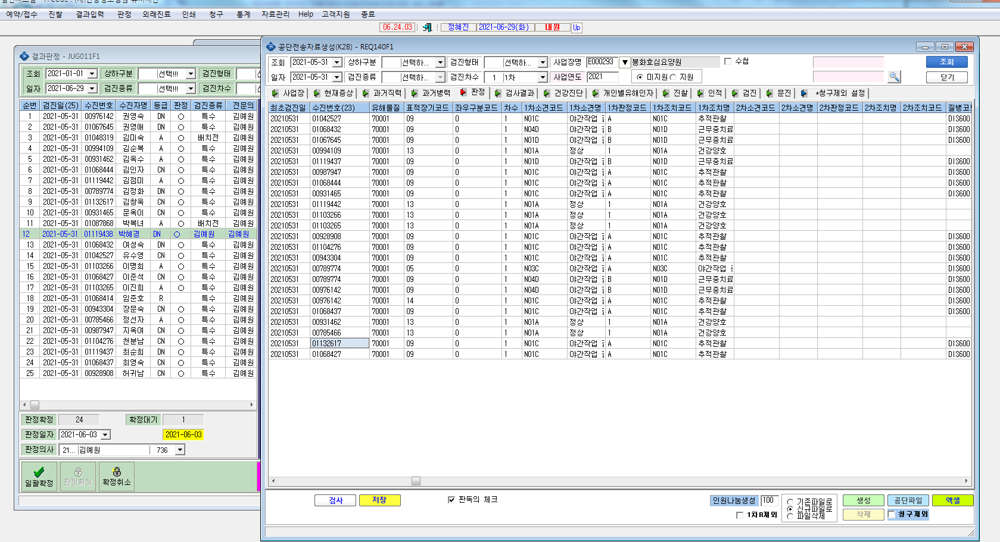 예약/접수 진찰 결과입력 판정 외래진료 인쇄 청구 통계 자료관리 Help 고객지원 종료
06.24.03 정혜진 2021-06-29(화) 내원 Up
결과판정 - JUG011F1
조회 2021-01-01 상하구분 선택!!! 검진형태
일자 2021-06-29 검진종류 선택!!! 검진차수
순번 검진일(25) 수진번호 수진자명 등급 판정 검진종류 전문의
1 2021-05-31 00976142 권영숙 DN ○ 특수 김예원
2 2021-05-31 01067645 권영애 DN ○ 특수 김예원
3 2021-05-31 01048319 김미숙 A ○ 배치전 김예원
4 2021-05-31 00994109 김순복 A ○ 특수 김예원
5 2021-05-31 00931462 김옥수 A ○ 특수 김예원
6 2021-05-31 01068444 김인자 CN ○ 특수 김예원
7 2021-05-31 01119442 김점미 A ○ 특수 김예원
8 2021-05-31 00789774 김정화 DN ○ 특수 김예원
9 2021-05-31 01132617 김창욱 CN ○ 특수 김예원
10 2021-05-31 00931465 문옥이 CN ○ 특수 김예원
11 2021-05-31 01087868 박복녀 A ○ 배치전 김예원
12 2021-05-31 01119438 박혜경 DN ○ 김예원 김예원
13 2021-05-31 01068432 여성숙 DN ○ 특수 김예원
14 2021-05-31 01042527 유수영 CN ○ 특수 김예원
15 2021-05-31 01103266 이명희 A ○ 특수 김예원
16 2021-05-31 01068427 이준석 CN ○ 특수 김예원
17 2021-05-31 01103265 이진희 A ○ 특수 김예원
18 2021-05-31 01068414 임준호 R 특수 김예원
19 2021-05-31 00943304 장문숙 CN ○ 특수 김예원
20 2021-05-31 00785466 정선자 A ○ 특수 김예원
21 2021-05-31 00987947 지옥여 CN ○ 특수 김예원
22 2021-05-31 01104276 천분남 CN ○ 특수 김예원
23 2021-05-31 01119437 최순희 DN ○ 특수 김예원
24 2021-05-31 01068437 최영숙 CN ○ 특수 김예원
25 2021-05-31 00928908 허귀남 CN ○ 특수 김예원
판정확정 24 확정대기 1
판정일자 2021-06-03 2021-06-03
판정의사 21... 김예원 736
일괄확정 판정확정 확정취소
공단전송자료생성(K2B) - REQ140F1
조회 2021-05-31 상하구분 선택하... 검진형태 선택하... 사업장명 E000293 봉화효심요양원 수첩 조회
일자 2021-05-31 검진종류 선택하... 검진차수 1 1차 사업연도 2021 미지원 지원 닫기
사업장 현재증상 과거직력 과거병력 판정 검사결과 건강진단 개인별유해인자 진찰 인적 검진 문진 *청구제외 설정
최초검진일 수진번호(23) 유해물질 표적장기코드 좌우구분코드 차수 1차소견코드 1차소견명 1차판정코드 1차조치코드 1차조치명 2차소견코드 2차소견명 2차판정코드 2차조치명 2차조치코드 질병코드
20210531 01042527 70001 09 0 1 N01C 야간작업 A N01C 추적관찰 DIS600
20210531 01068432 70001 09 0 1 N04D 야간작업 B N01D 근무중치료 DIS600
20210531 01067645 70001 09 0 1 N01D 야간작업 B N01D 근무중치료 DIS600
20210531 00994109 70001 13 0 1 N01A 정상 1 N01A 건강양호
20210531 01119437 70001 09 0 1 N01D 야간작업 B N01D 근무중치료 DIS600
20210531 00987947 70001 09 0 1 N01C 야간작업 A N01C 추적관찰 DIS600
20210531 01068444 70001 09 0 1 N01C 야간작업 A N01C 추적관찰 DIS600
20210531 00931465 70001 09 0 1 N01C 야간작업 A N01C 추적관찰 DIS600
20210531 01119442 70001 13 0 1 N01A 정상 1 N01A 건강양호
20210531 01103266 70001 13 0 1 N01A 정상 1 N01A 건강양호
20210531 01103265 70001 13 0 1 N01A 정상 1 N01A 건강양호
20210531 00928908 70001 09 0 1 N01C 야간작업 A N01C 추적관찰 DIS600
20210531 01104276 70001 09 0 1 N01C 야간작업 A N01C 추적관찰 DIS600
20210531 00943304 70001 09 0 1 N01C 야간작업 A N01C 추적관찰 DIS600
20210531 00789774 70001 05 0 1 N03C 야간작업 A N03C 야간작업 DIS600
20210531 00789774 70001 09 0 1 N04D 야간작업 B N01D 근무중치료 DIS600
20210531 00976142 70001 09 0 1 N04D 야간작업 B N01D 근무중치료 DIS600
20210531 00976142 70001 14 0 1 N01C 야간작업 A N01C 추적관찰 DIS600
20210531 01068437 70001 09 0 1 N01C 야간작업 A N01C 추적관찰 DIS600
20210531 00931462 70001 13 0 1 N01A 정상 1 N01A 건강양호
20210531 00785466 70001 13 0 1 N01A 정상 1 N01A 건강양호
20210531 01132617 70001 09 0 1 N01C 야간작업 A N01C 추적관찰 DIS600
20210531 01068427 70001 09 0 1 N01C 야간작업 A N01C 추적관찰 DIS600
검사 저장 판독의 체크 인원나눔생성 100 기존파일로 생성 공단파일 엑셀
신규파일로
1차R제외 파일삭제 삭제 청구제외